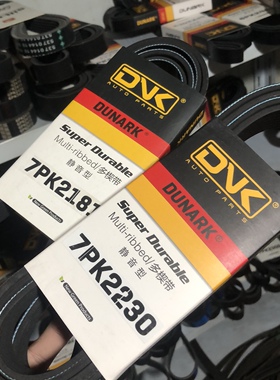 DVK
AUTO PARTS
DUNARK®
Super Durable
Multi-ribbed/多楔带
静音型
7PK218
DVK
AUTO PARTS
DUNARK®
Super Durable
Multi-ribbed/多楔带
静音型
7PK2230